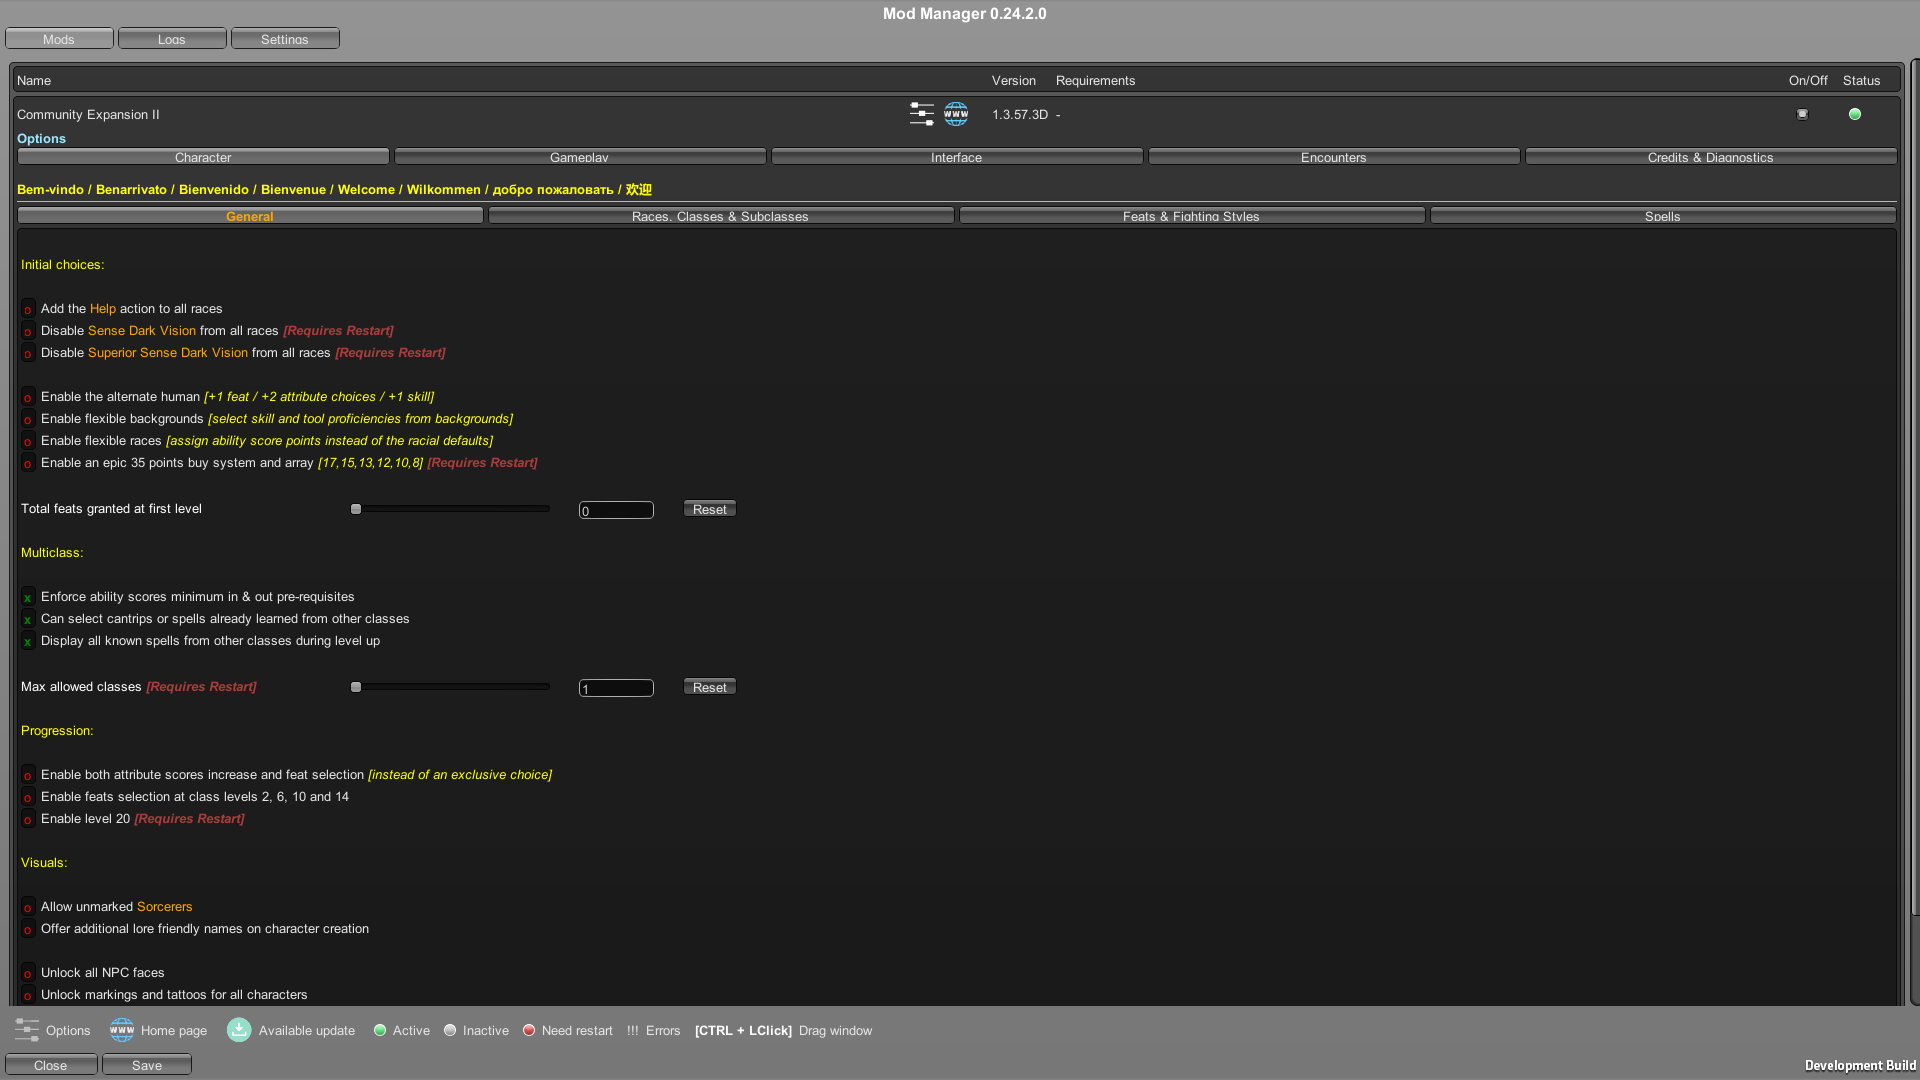 Mod Manager 0.24.2.0
Mods Logs Settings
Name Version Requirements On/Off Status
Community Expansion II WWW 1.3.57.3D - 
Options
Character Gameplay Interface Encounters Credits & Diagnostics
Bem-vindo / Benarrivato / Bienvenido / Bienvenue / Welcome / Wilkommen / добро пожаловать / 欢迎
General Races, Classes & Subclasses Feats & Fighting Styles Spells
Initial choices:
o Add the Help action to all races
o Disable Sense Dark Vision from all races [Requires Restart]
o Disable Superior Sense Dark Vision from all races [Requires Restart]
o Enable the alternate human [+1 feat / +2 attribute choices / +1 skill]
o Enable flexible backgrounds [select skill and tool proficiencies from backgrounds]
o Enable flexible races [assign ability score points instead of the racial defaults]
o Enable an epic 35 points buy system and array [17,15,13,12,10,8] [Requires Restart]
Total feats granted at first level 0 Reset
Multiclass:
x Enforce ability scores minimum in & out pre-requisites
x Can select cantrips or spells already learned from other classes
x Display all known spells from other classes during level up
Max allowed classes [Requires Restart] 1 Reset
Progression:
o Enable both attribute scores increase and feat selection [instead of an exclusive choice]
o Enable feats selection at class levels 2, 6, 10 and 14
o Enable level 20 [Requires Restart]
Visuals:
o Allow unmarked Sorcerers
o Offer additional lore friendly names on character creation
o Unlock all NPC faces
o Unlock markings and tattoos for all characters
Options WWW Home page Available update Active Inactive Need restart !!! Errors [CTRL + LClick] Drag window
Close Save
Development Build